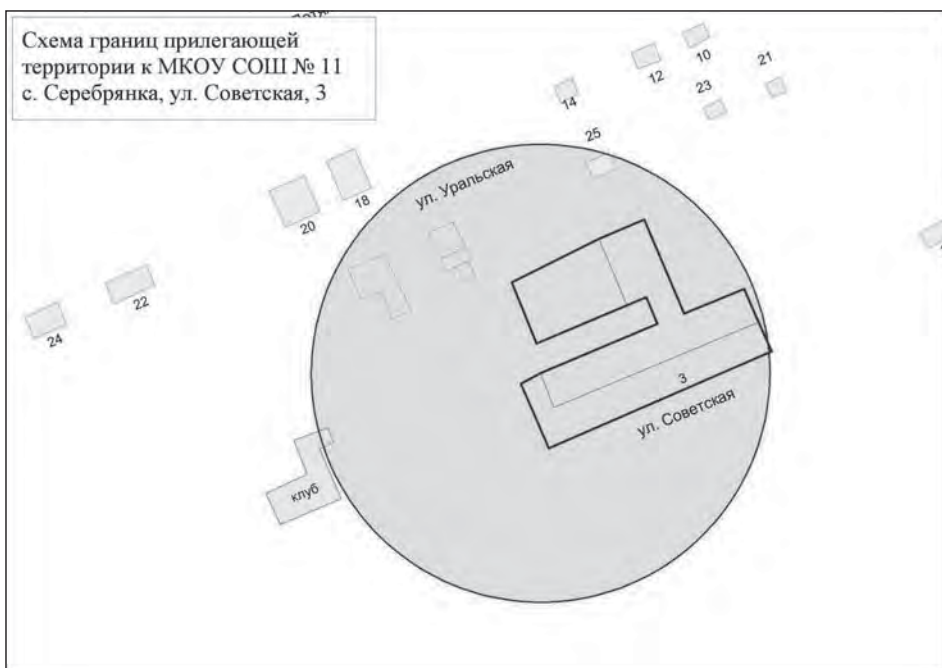 Схема границ прилегающей
территории к МКОУ СОШ № 11
с. Серебрянка, ул. Советская, 3
10
12
21
23
14
25
ул. Уральская
18
20
22
24
3
ул. Советская
клуб